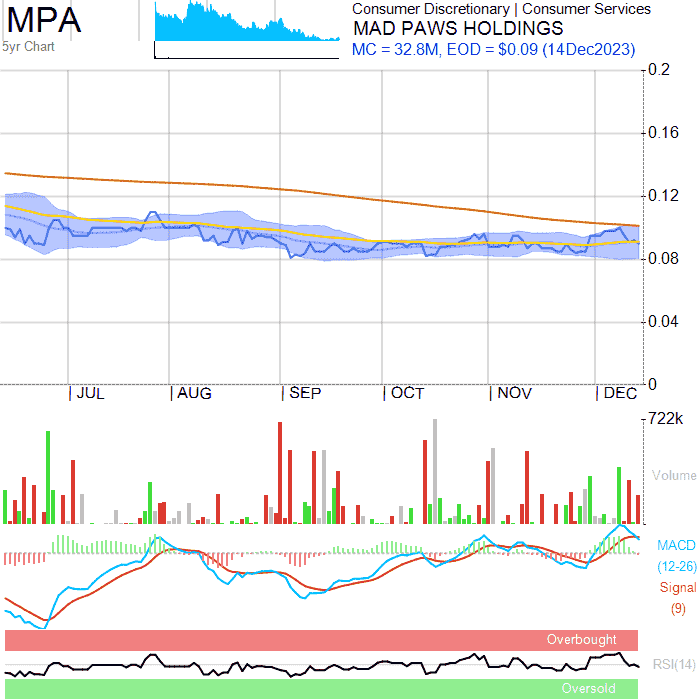 MPA
5yr Chart
Consumer Discretionary | Consumer Services
MAD PAWS HOLDINGS
MC = 32.8M, EOD = $0.09 (14Dec2023)
0.2
0.16
0.12
0.08
0.04
0
| JUL | AUG | SEP | OCT | NOV | DEC
722k
Volume
MACD
(12-26)
Signal
(9)
Overbought
RSI(14)
Oversold